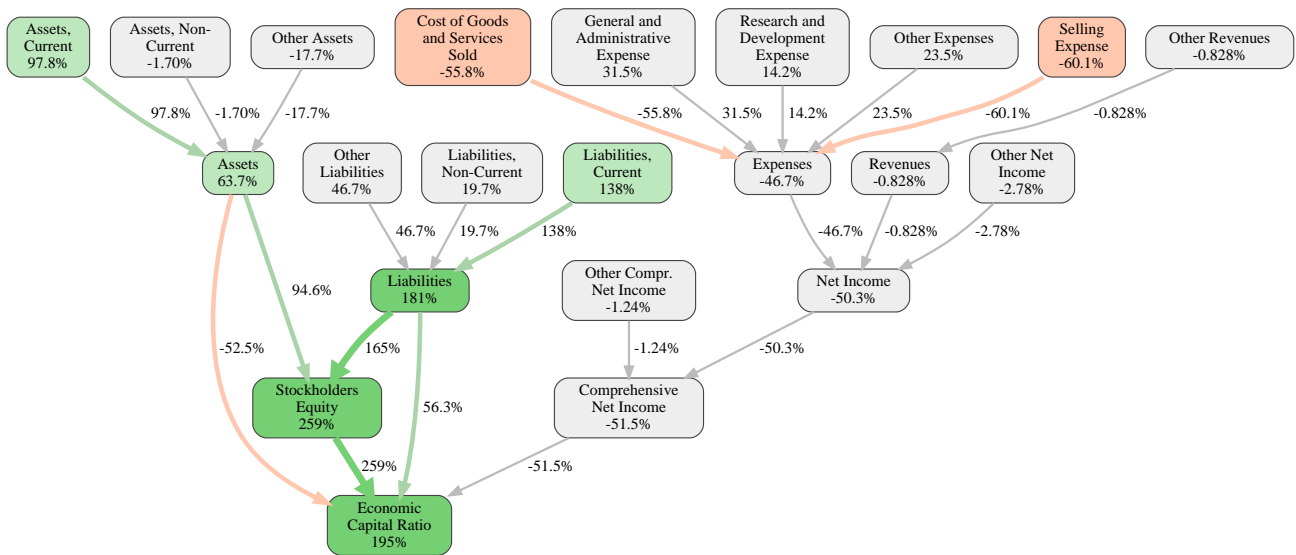 Assets,
Current
97.8%
Assets, Non-
Current
-1.70%
Other Assets
-17.7%
Cost of Goods
and Services
Sold
-55.8%
General and
Administrative
Expense
31.5%
Research and
Development
Expense
14.2%
Other Expenses
23.5%
Selling
Expense
-60.1%
Other Revenues
-0.828%
97.8%
-1.70%
-17.7%
-55.8%
31.5%
14.2%
23.5%
-60.1%
-0.828%
Assets
63.7%
Other
Liabilities
46.7%
Liabilities,
Non-Current
19.7%
Liabilities,
Current
138%
Expenses
-46.7%
Revenues
-0.828%
Other Net
Income
-2.78%
46.7%
19.7%
138%
-46.7%
-0.828%
-2.78%
94.6%
Liabilities
181%
Other Compr.
Net Income
-1.24%
Net Income
-50.3%
-52.5%
165%
-1.24%
-50.3%
Stockholders
Equity
259%
56.3%
Comprehensive
Net Income
-51.5%
259%
-51.5%
Economic
Capital Ratio
195%